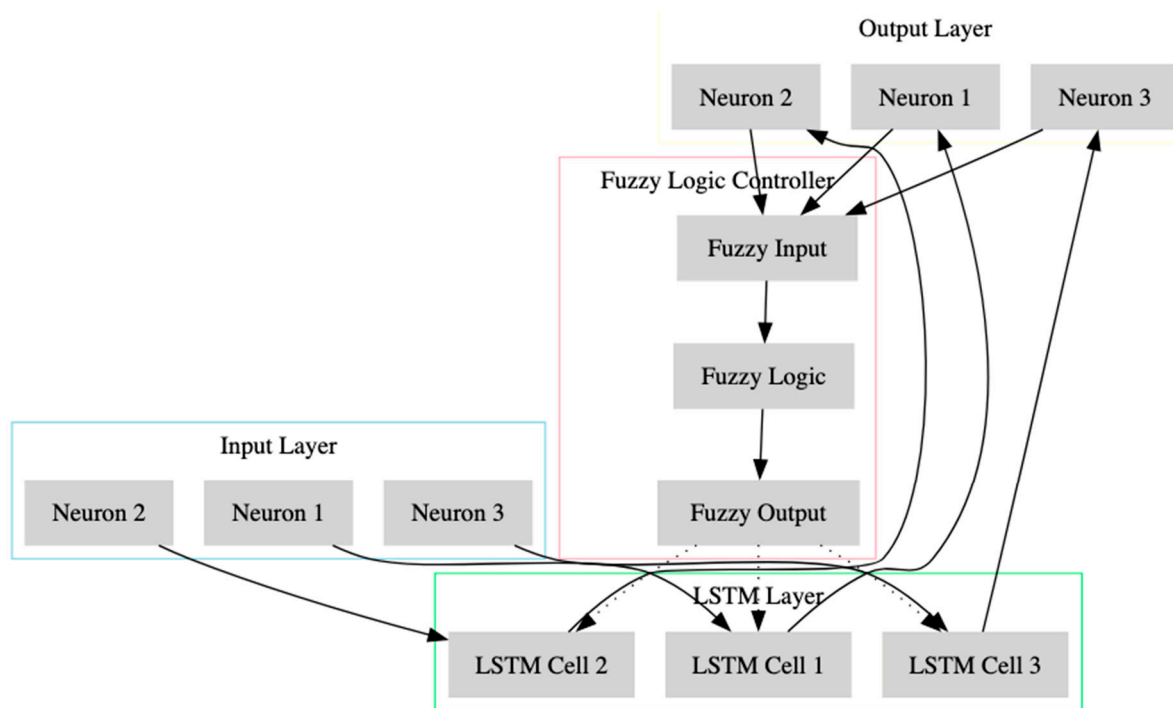 Output Layer
Neuron 2
Neuron 1
Neuron 3
Fuzzy Logic Controller
Fuzzy Input
Fuzzy Logic
Fuzzy Output
Input Layer
Neuron 2
Neuron 1
Neuron 3
LSTM Layer
LSTM Cell 2
LSTM Cell 1
LSTM Cell 3